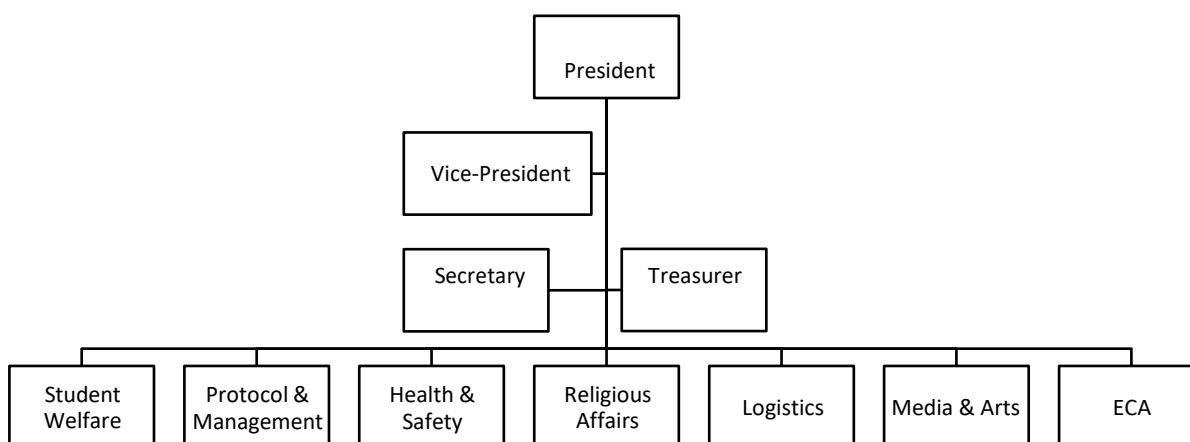 President
Vice-President
Secretary
Treasurer
Student
Welfare
Protocol &
Management
Health &
Safety
Religious
Affairs
Logistics
Media & Arts
ECA